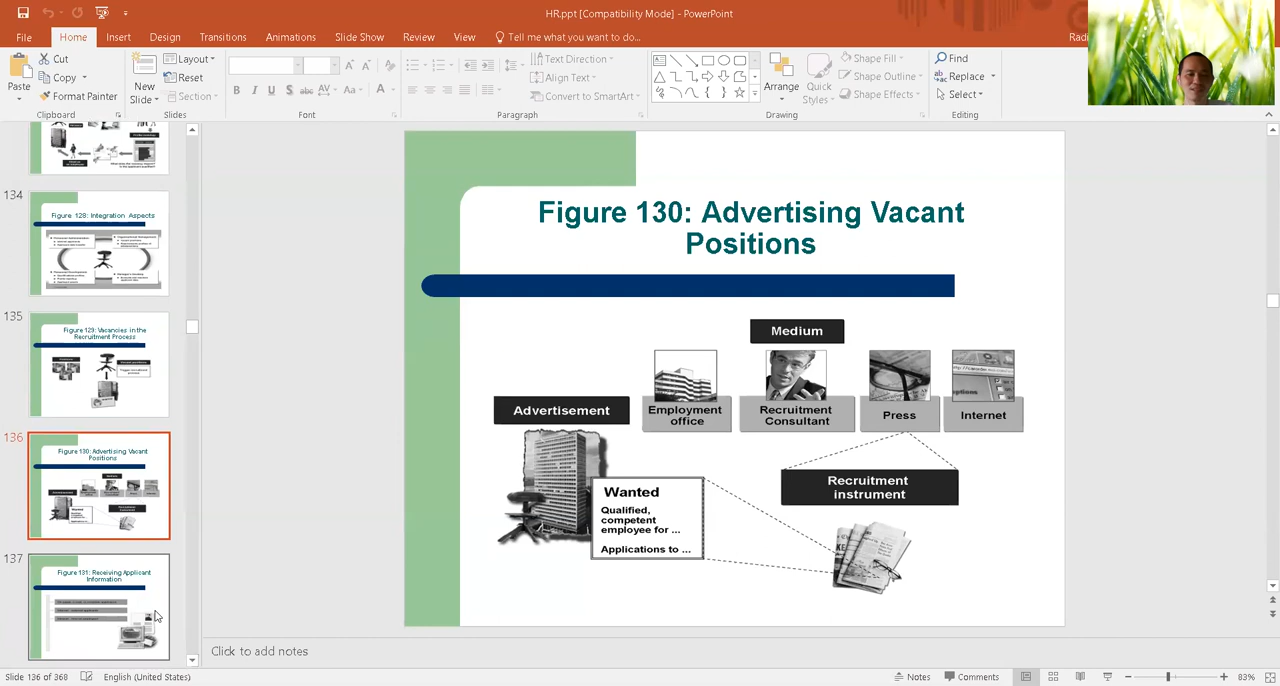 HR.ppt [Compatibility Mode] - PowerPoint
File
Home
Insert
Design
Transitions
Animations
Slide Show
Review
View
Tell me what you want to do...
Radi
Paste
Cut
Copy
Format Painter
Clipboard
New
Slide
Layout
Reset
Section
Slides
Font
Text Direction
Align Text
Convert to SmartArt
Paragraph
Arrange
Quick
Styles
Shape Fill
Shape Outline
Shape Effects
Drawing
Find
Replace
Select
Editing
134
Figure 128: Integration Aspects
135
Figure 129: Vacancies in the
Recruitment Process
136
Figure 130: Advertising Vacant
Positions
137
Figure 131: Receiving Applicant
Information
Figure 130: Advertising Vacant
Positions
Medium
Advertisement
Employment
office
Recruitment
Consultant
Press
Internet
Wanted
Qualified,
competent
employee for ...
Applications to ...
Recruitment
instrument
Click to add notes
Slide 136 of 368
English (United States)
Notes
Comments
83%